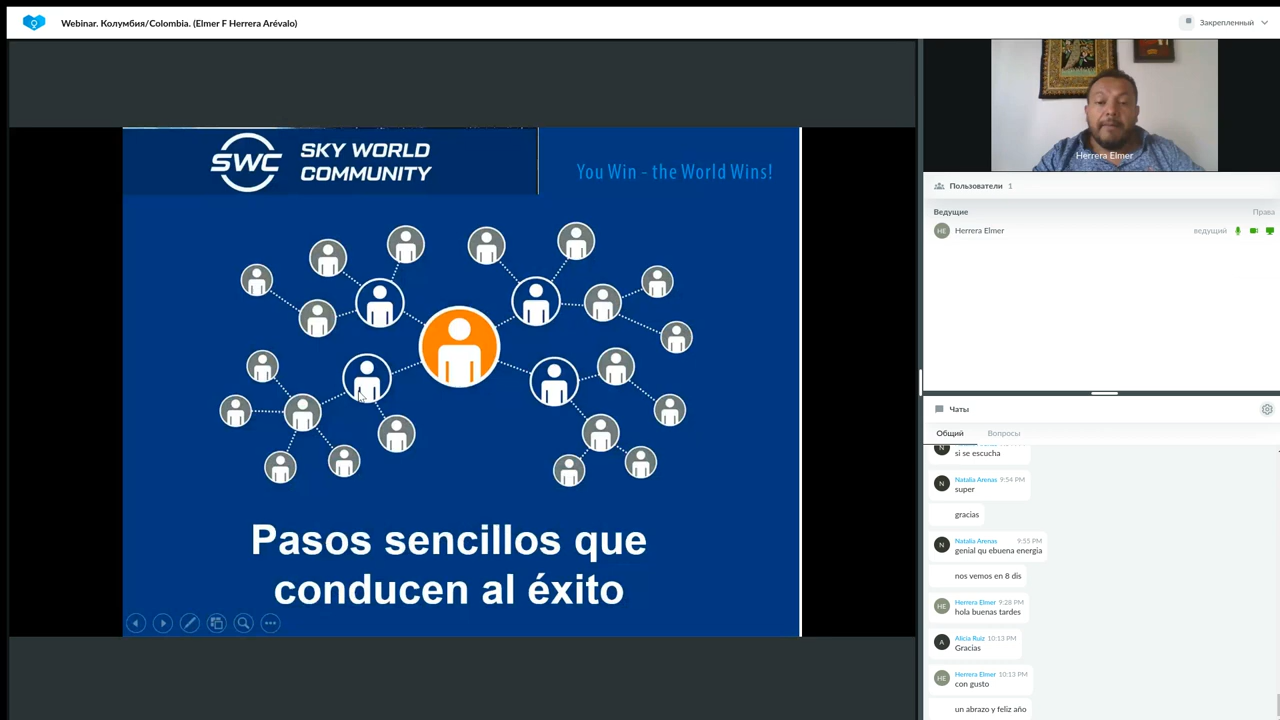 Webinar. Колумбия/Colombia. (Elmer F Herrera Arévalo)
Закрепленный
SWC
SKY WORLD
COMMUNITY
You Win - the World Wins!
Pasos sencillos que
conducen al éxito
Herrera Elmer
Пользователи 1
Ведущие
Права
HE
Herrera Elmer
ведущий
Чаты
Общий
Вопросы
N
si se escucha
N
Natalia Arenas 9:54 PM
super
gracias
N
Natalia Arenas 9:55 PM
genial qu ebuena energia
nos vemos en 8 dis
HE
Herrera Elmer 9:28 PM
hola buenas tardes
A
Alicia Ruiz 10:13 PM
Gracias
HE
Herrera Elmer 10:13 PM
con gusto
un abrazo y feliz año